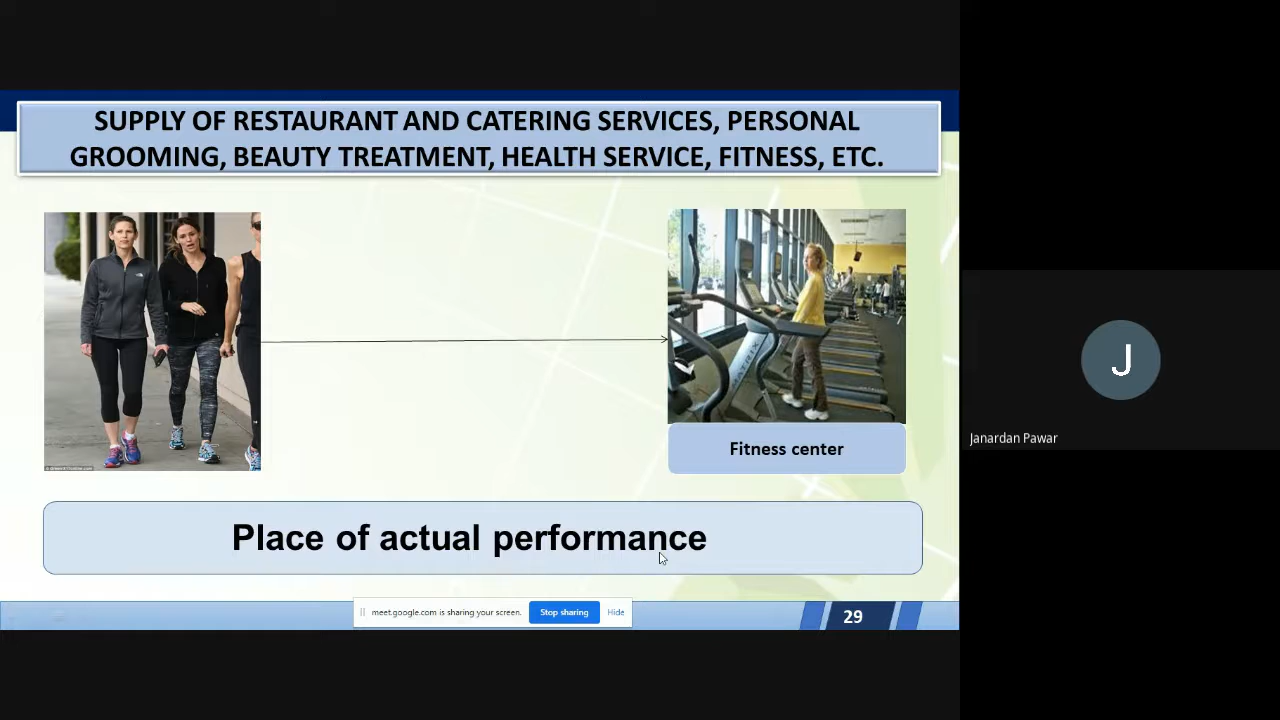 SUPPLY OF RESTAURANT AND CATERING SERVICES, PERSONAL
GROOMING, BEAUTY TREATMENT, HEALTH SERVICE, FITNESS, ETC.
MATRIX
Fitness center
Place of actual performance
meet.google.com is sharing your screen.
Stop sharing
Hide
29
J
Janardan Pawar